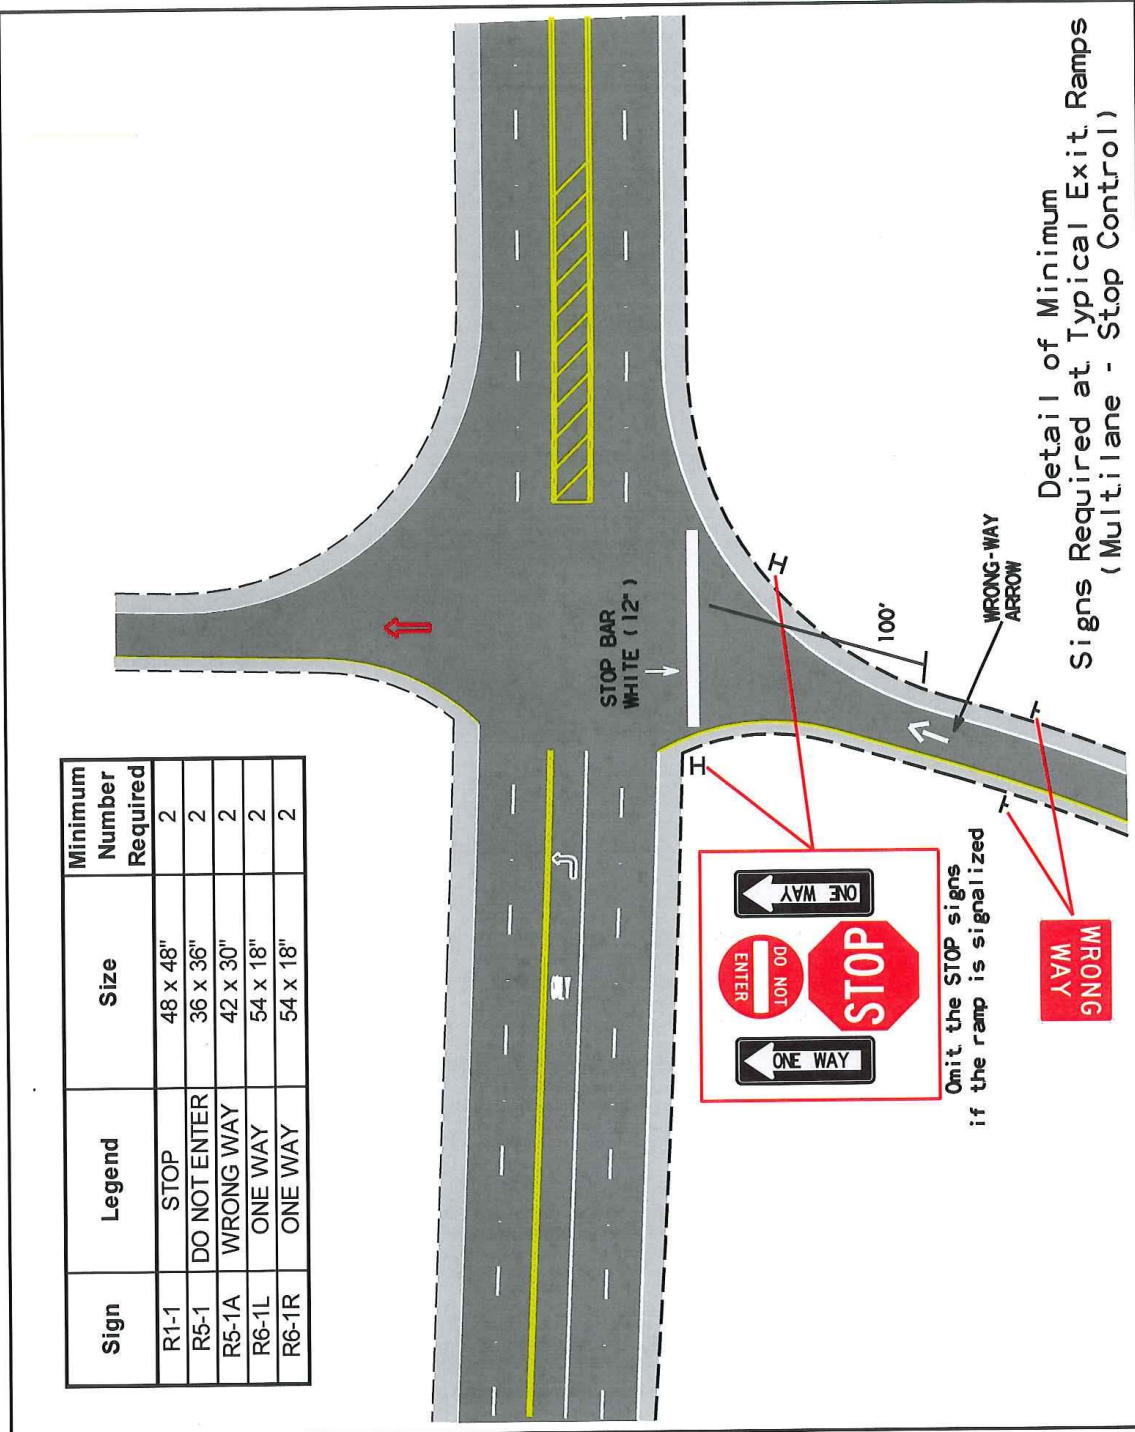 Sign Legend Size Minimum Number Required
R1-1 STOP 48 x 48" 2
R5-1 DO NOT ENTER 36 x 36" 2
R5-1A WRONG WAY 42 x 30" 2
R6-1L ONE WAY 54 x 18" 2
R6-1R ONE WAY 54 x 18" 2
STOP BAR
WHITE (12")
100'
WRONG-WAY
ARROW
ONE WAY
DO NOT
ENTER
STOP
ONE WAY
Omit the STOP signs
if the ramp is signalized
WRONG
WAY
Detail of Minimum
Signs Required at Typical Exit Ramps
(Multilane - Stop Control)